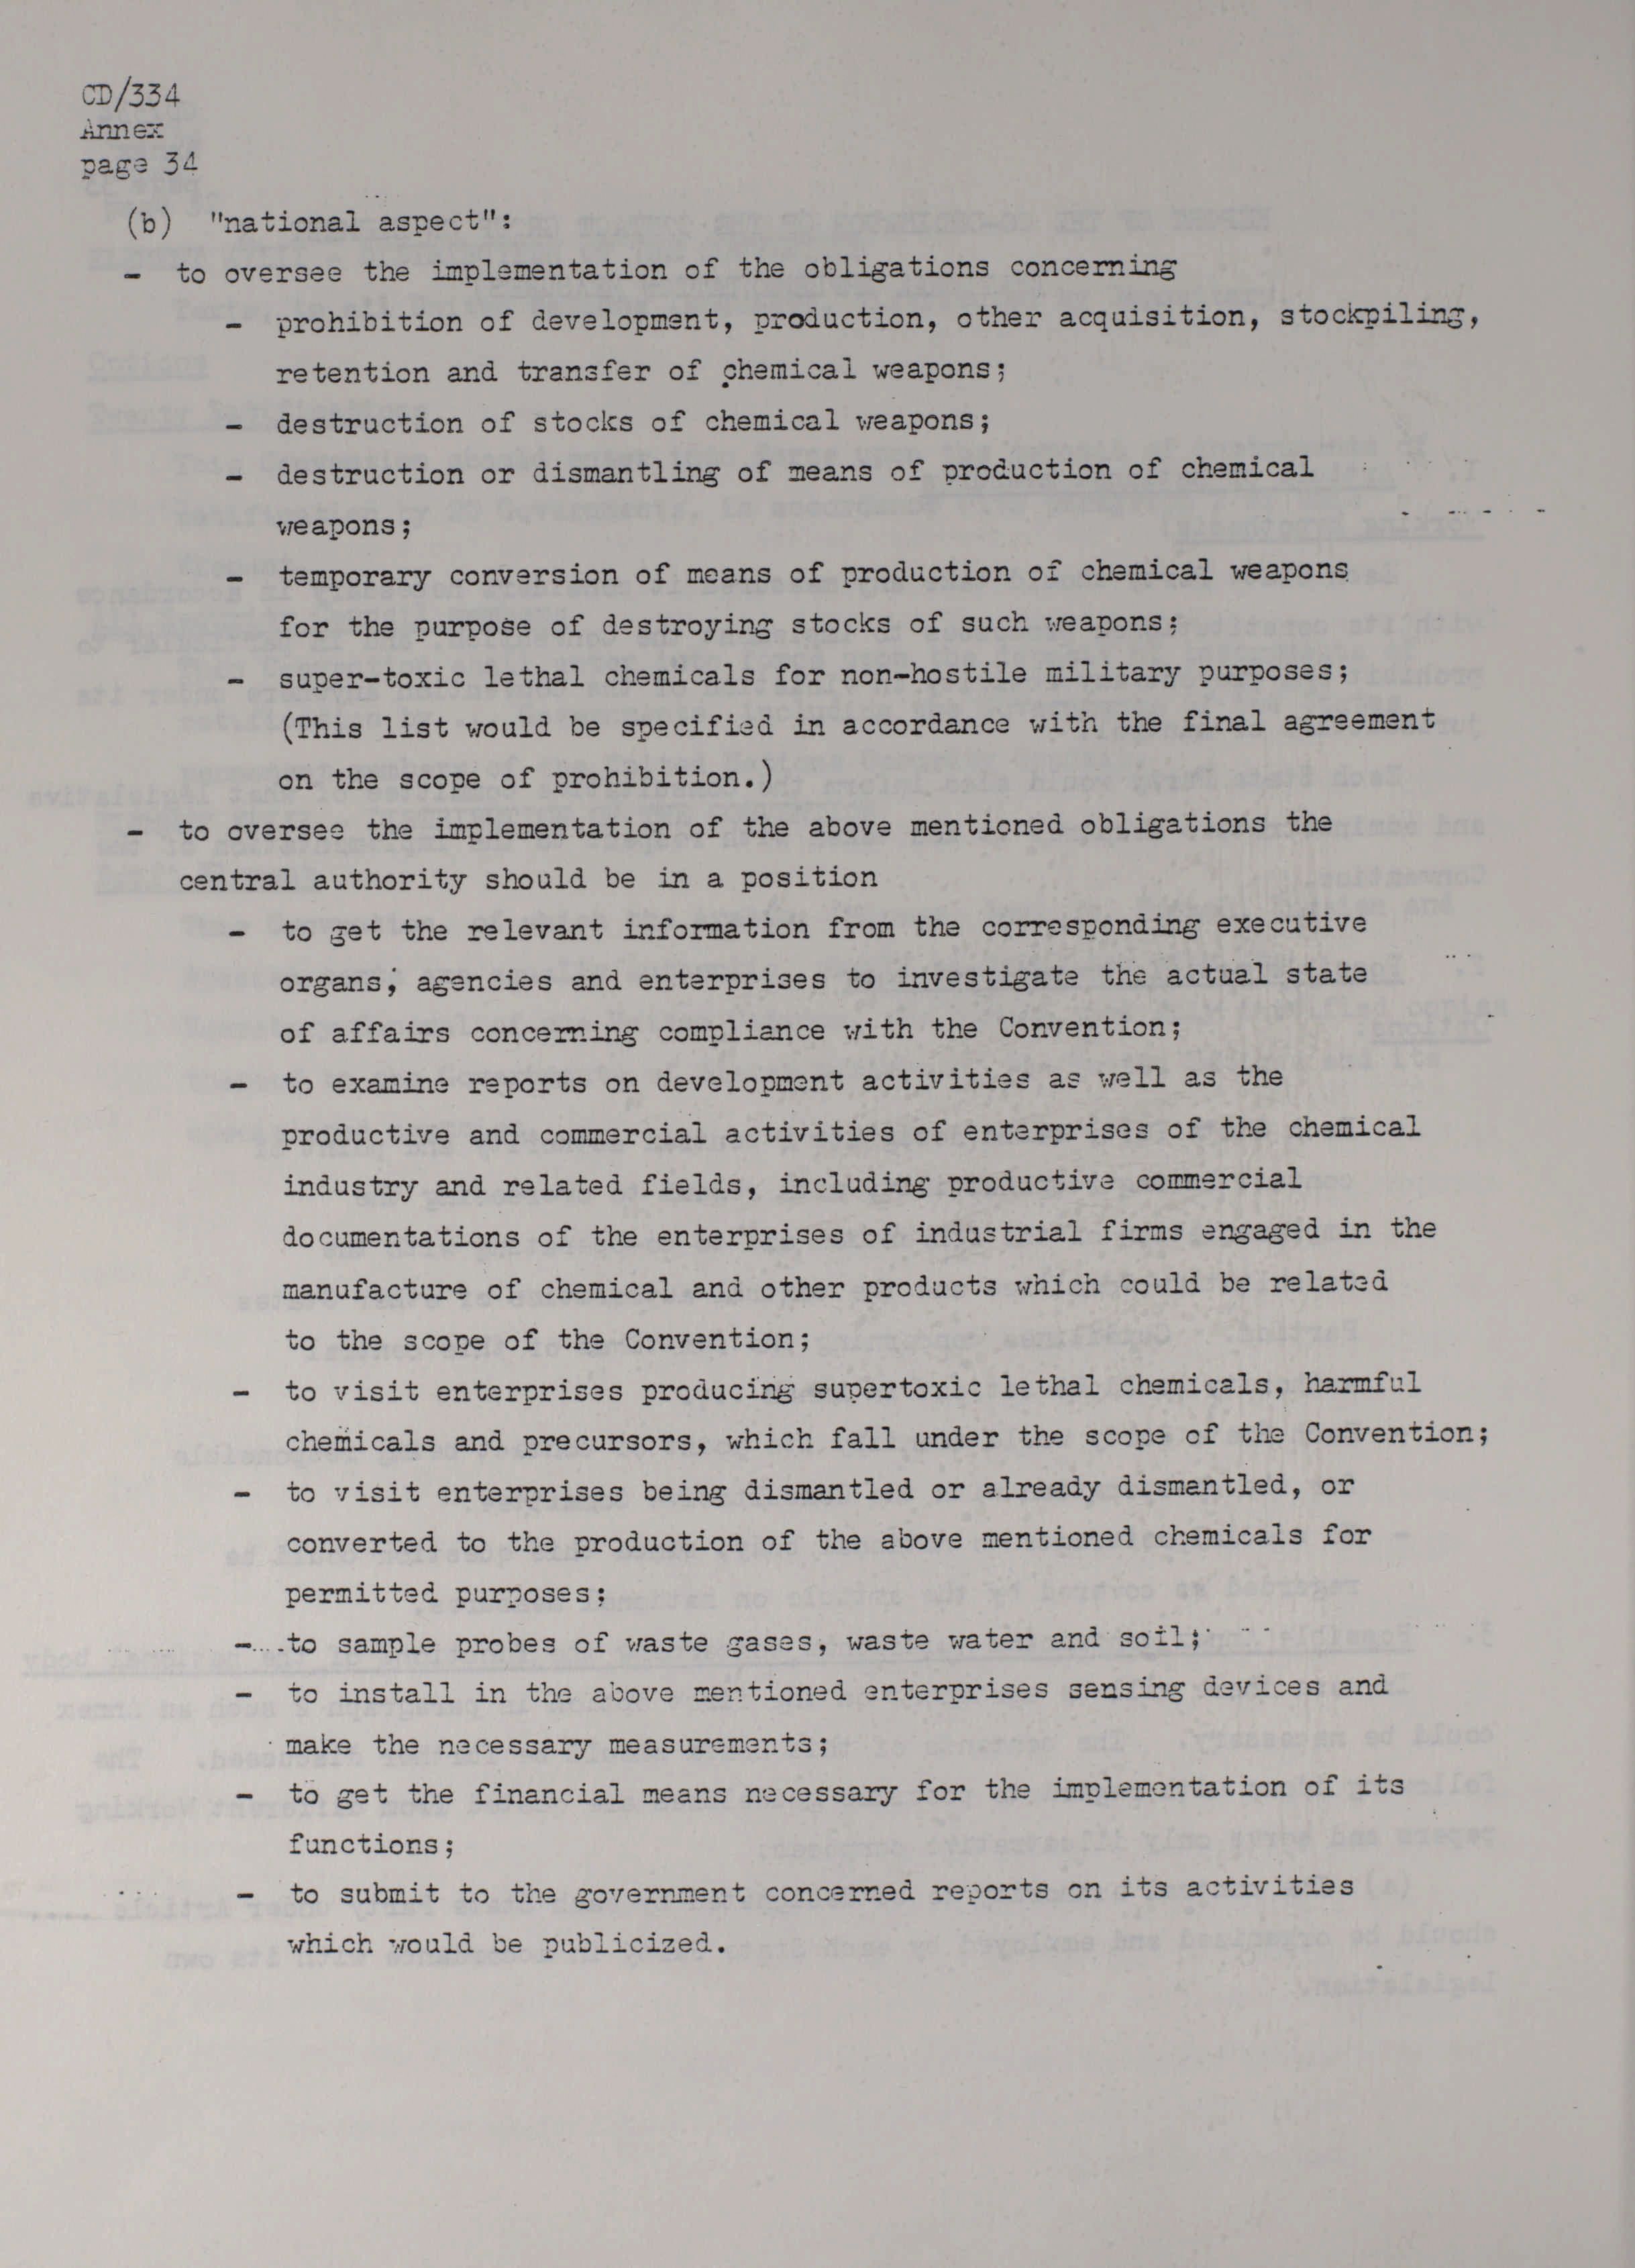 CD/334
Annex
page 34
(b) "national aspect":
- to oversee the implementation of the obligations concerning
- prohibition of development, production, other acquisition, stockpiling,
retention and transfer of chemical weapons;
- destruction of stocks of chemical weapons;
- destruction or dismantling of means of production of chemical
weapons;
- temporary conversion of means of production of chemical weapons
for the purpose of destroying stocks of such weapons;
- super-toxic lethal chemicals for non-hostile military purposes;
(This list would be specified in accordance with the final agreement
on the scope of prohibition.)
- to oversee the implementation of the above mentioned obligations the
central authority should be in a position
- to get the relevant information from the corresponding executive
organs, agencies and enterprises to investigate the actual state
of affairs concerning compliance with the Convention;
- to examine reports on development activities as well as the
productive and commercial activities of enterprises of the chemical
industry and related fields, including productive commercial
documentations of the enterprises of industrial firms engaged in the
manufacture of chemical and other products which could be related
to the scope of the Convention;
- to visit enterprises producing supertoxic lethal chemicals, harmful
chemicals and precursors, which fall under the scope of the Convention;
- to visit enterprises being dismantled or already dismantled, or
converted to the production of the above mentioned chemicals for
permitted purposes;
- to sample probes of waste gases, waste water and soil;
- to install in the above mentioned enterprises sensing devices and
make the necessary measurements;
- to get the financial means necessary for the implementation of its
functions;
- to submit to the government concerned reports on its activities
which would be publicized.